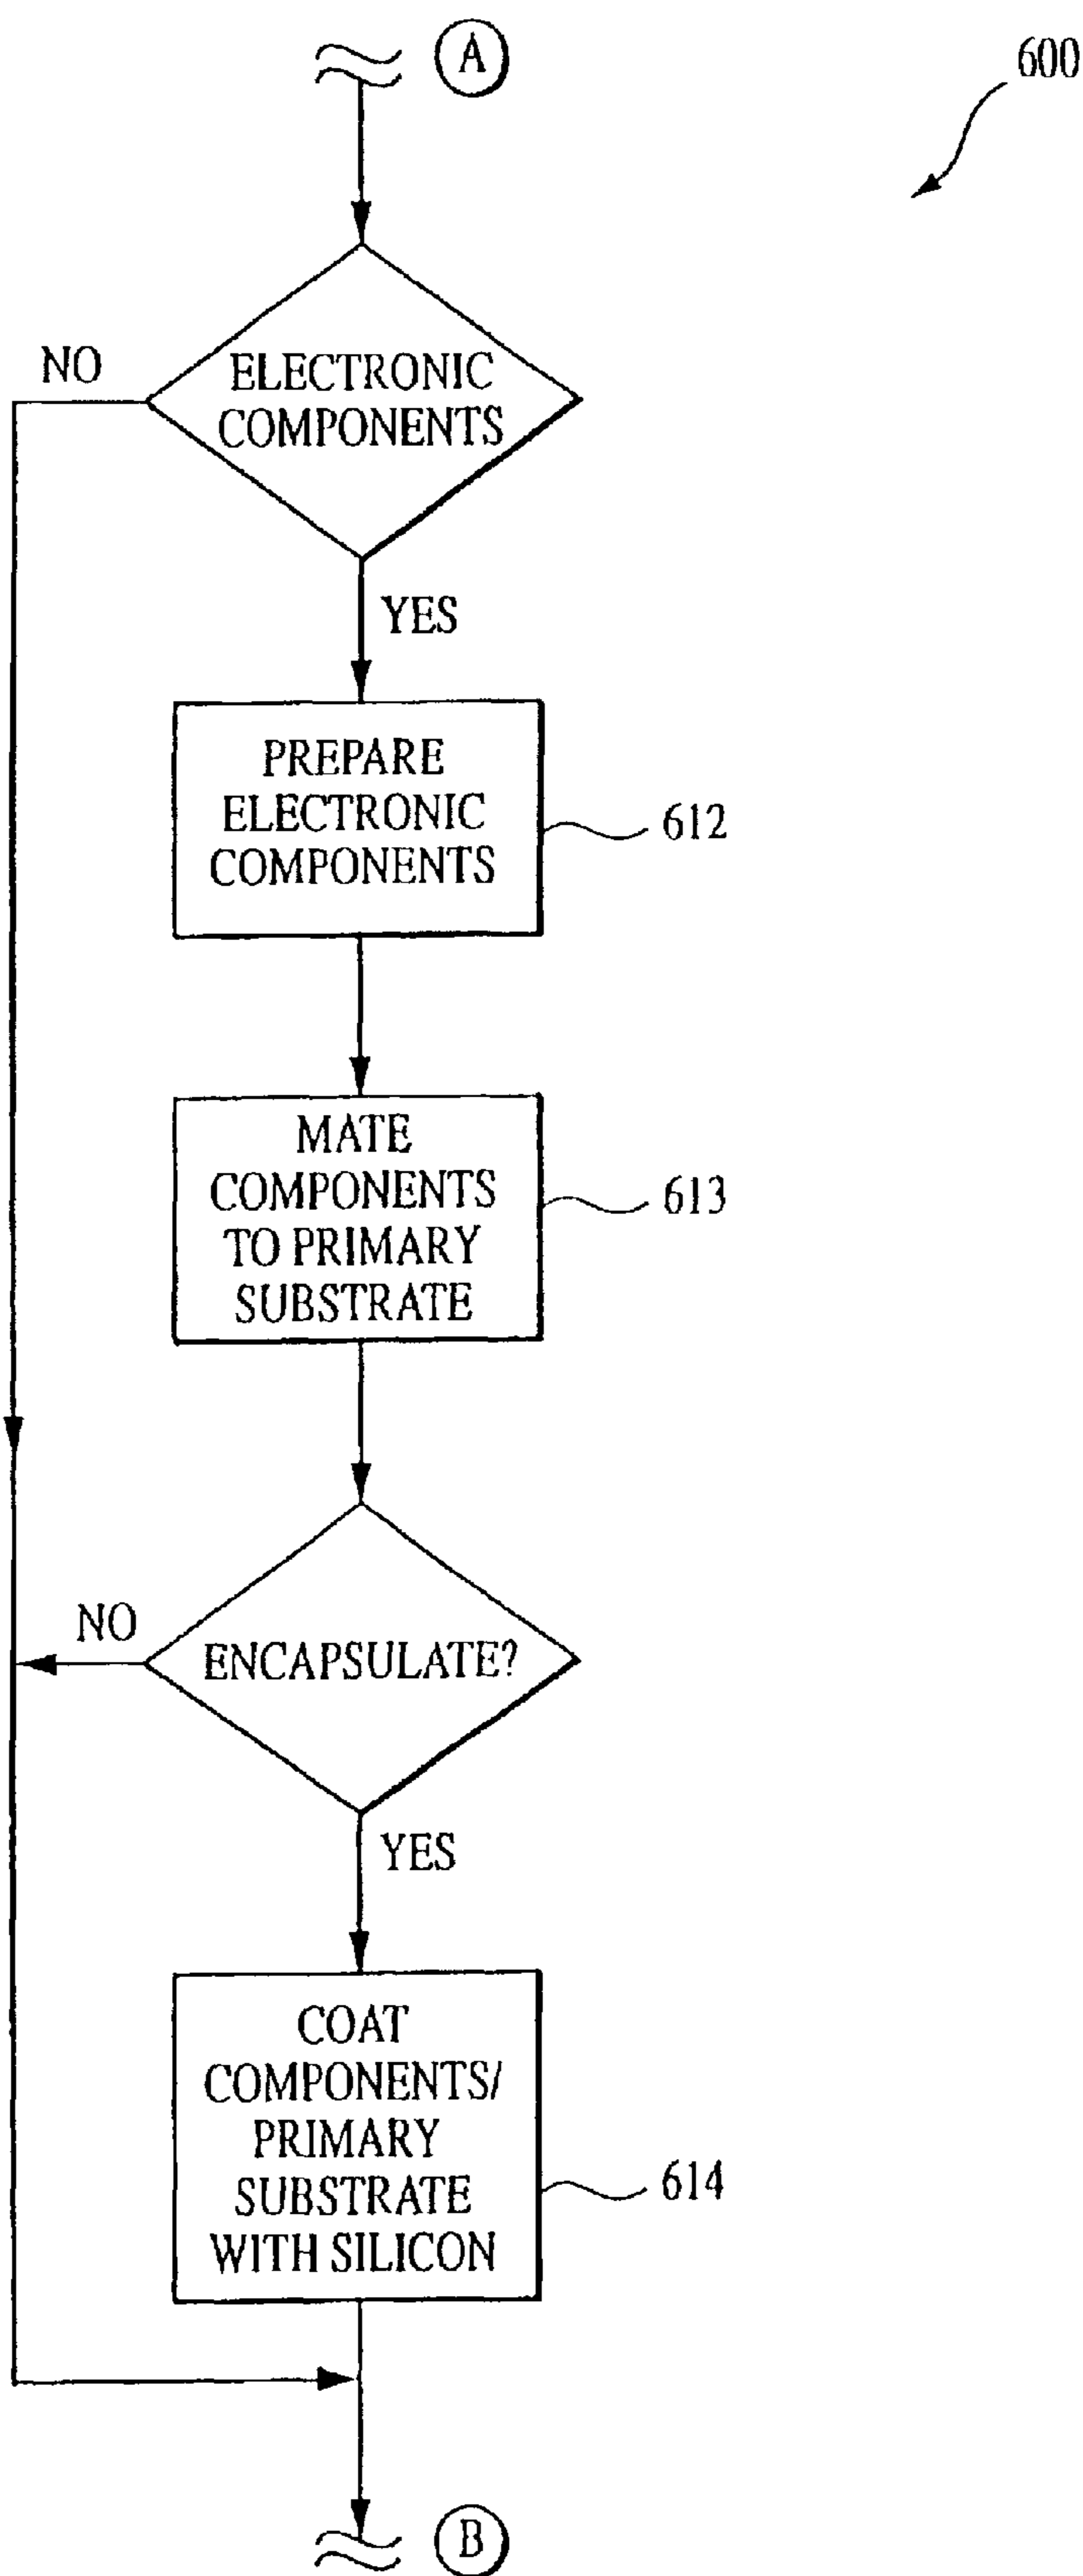 A
600
NO
ELECTRONIC
COMPONENTS
YES
PREPARE
ELECTRONIC
COMPONENTS
612
MATE
COMPONENTS
TO PRIMARY
SUBSTRATE
613
NO
ENCAPSULATE?
YES
COAT
COMPONENTS/
PRIMARY
SUBSTRATE
WITH SILICON
614
B